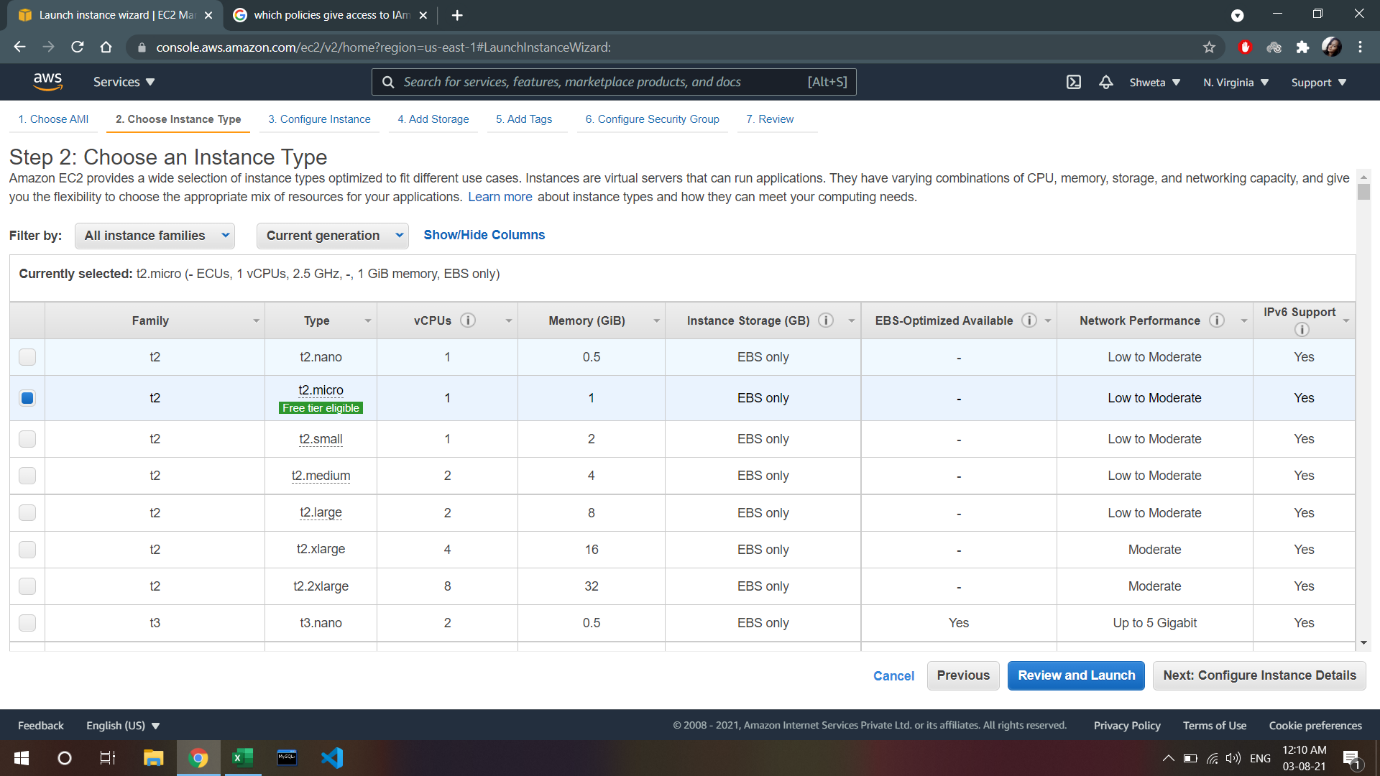 Launch instance wizard | EC2 Ma
which policies give access to IAm
console.aws.amazon.com/ec2/v2/home?region=us-east-1#LaunchInstanceWizard:
aws Services Search for services, features, marketplace products, and docs [Alt+S] Shweta N. Virginia Support
1. Choose AMI 2. Choose Instance Type 3. Configure Instance 4. Add Storage 5. Add Tags 6. Configure Security Group 7. Review
Step 2: Choose an Instance Type
Amazon EC2 provides a wide selection of instance types optimized to fit different use cases. Instances are virtual servers that can run applications. They have varying combinations of CPU, memory, storage, and networking capacity, and give
you the flexibility to choose the appropriate mix of resources for your applications. Learn more about instance types and how they can meet your computing needs.
Filter by: All instance families Current generation Show/Hide Columns
Currently selected: t2.micro (- ECUs, 1 vCPUs, 2.5 GHz, -, 1 GiB memory, EBS only)
Family Type vCPUs Memory (GiB) Instance Storage (GB) EBS-Optimized Available Network Performance IPv6 Support
t2 t2.nano 1 0.5 EBS only - Low to Moderate Yes
t2 t2.micro 1 1 EBS only - Low to Moderate Yes
Free tier eligible
t2 t2.small 1 2 EBS only - Low to Moderate Yes
t2 t2.medium 2 4 EBS only - Low to Moderate Yes
t2 t2.large 2 8 EBS only - Low to Moderate Yes
t2 t2.xlarge 4 16 EBS only - Moderate Yes
t2 t2.2xlarge 8 32 EBS only - Moderate Yes
t3 t3.nano 2 0.5 EBS only Yes Up to 5 Gigabit Yes
Cancel Previous Review and Launch Next: Configure Instance Details
Feedback English (US) © 2008 - 2021, Amazon Internet Services Private Ltd. or its affiliates. All rights reserved. Privacy Policy Terms of Use Cookie preferences
MySQL
ENG 12:10 AM
03-08-21
1